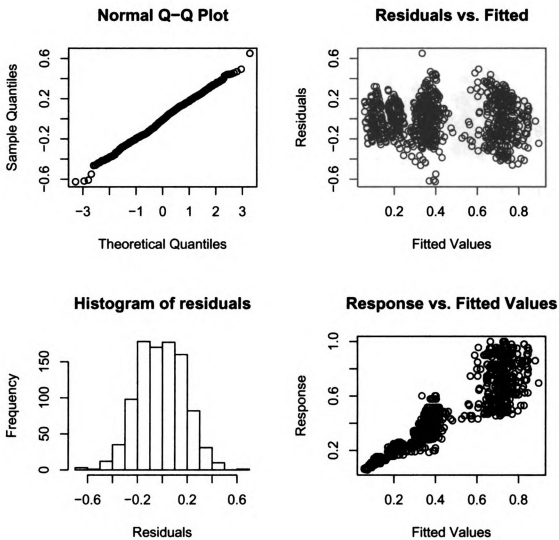 Normal Q−Q Plot
Sample Quantiles
0.6
0.2
−0.2
−0.6
−3
−1
0
1
2
3
Theoretical Quantiles
Residuals vs. Fitted
Residuals
0.6
0.2
−0.2
−0.6
0.2
0.4
0.6
0.8
Fitted Values
Histogram of residuals
Frequency
150
100
50
0
−0.6
−0.2
0.2
0.6
Residuals
Response vs. Fitted Values
Response
1.0
0.6
0.2
0.2
0.4
0.6
0.8
Fitted Values